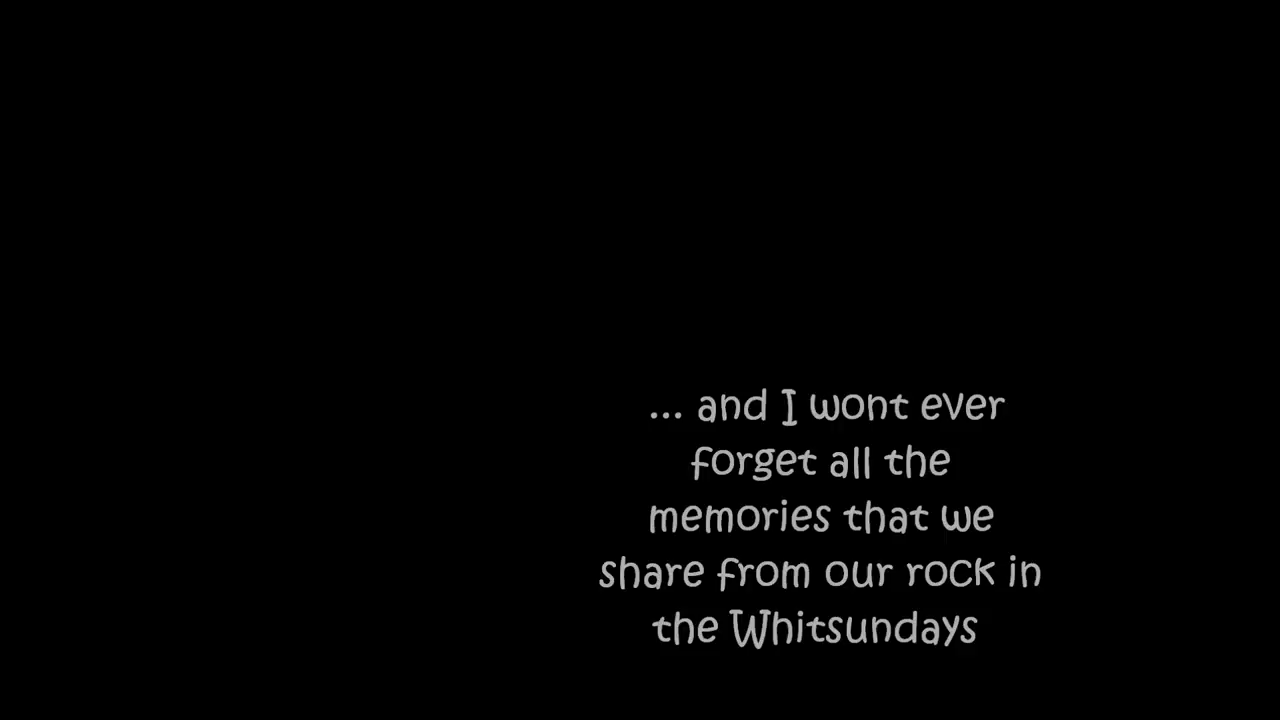 ... and I wont ever
forget all the
memories that we
share from our rock in
the Whitsundays